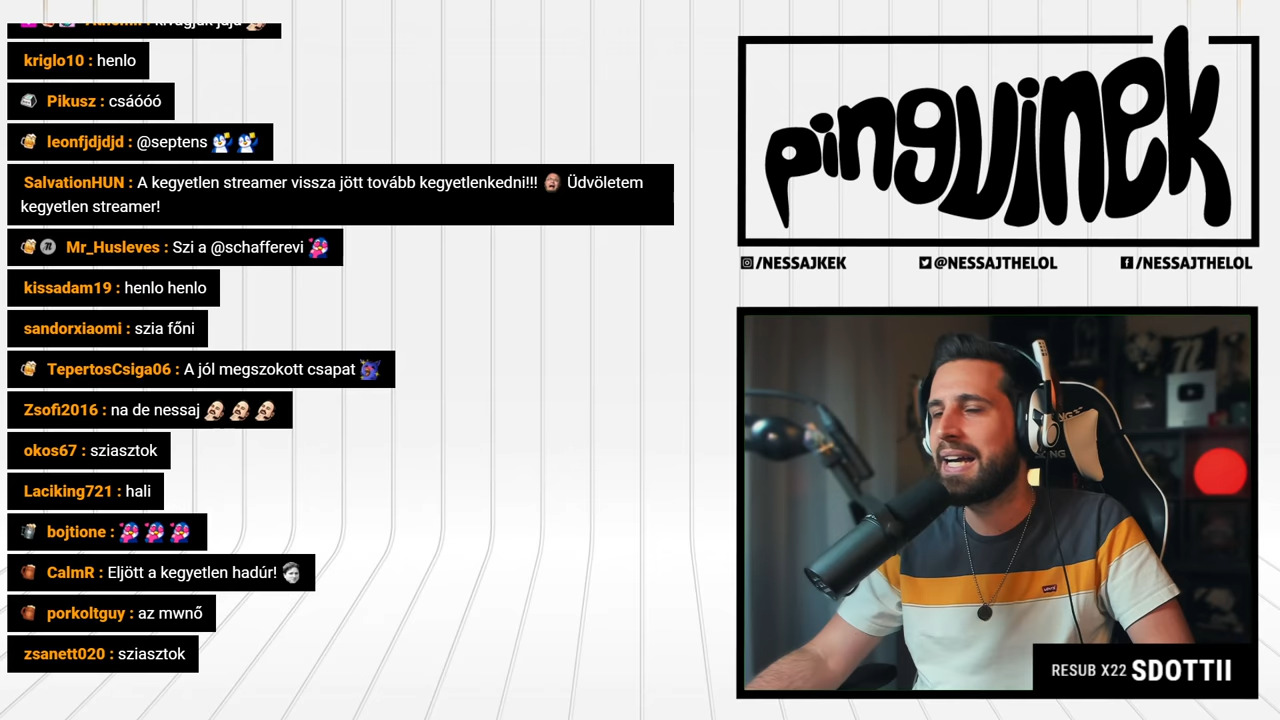 kriglo10 : henlo
Pikusz : csáóóó
leonfjdjdjd : @septens
SalvationHUN : A kegyetlen streamer vissza jött tovább kegyetlenkedni!!! Üdvöletem
kegyetlen streamer!
Mr_Husleves : Szi a @schafferevi
kissadam19 : henlo henlo
sandorxiaomi : szia főni
TepertosCsiga06 : A jól megszokott csapat
Zsofi2016 : na de nessaj
okos67 : sziasztok
Laciking721 : hali
bojtione :
CalmR : Eljött a kegyetlen hadúr!
porkoltguy : az mwnő
zsanett020 : sziasztok
pingvinek
/NESSAJKEK @NESSAJTHELOL /NESSAJTHELOL
RESUB X22 SDOTTII